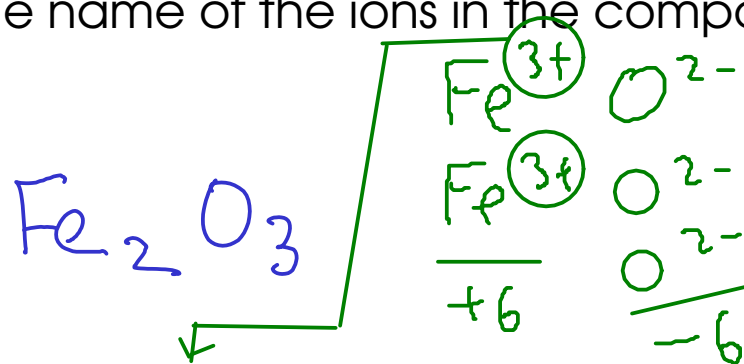 e name of the ions in the compo
Fe³⁺ O²⁻
Fe³⁺ O²⁻
Fe₂O₃
O²⁻
+6 −6